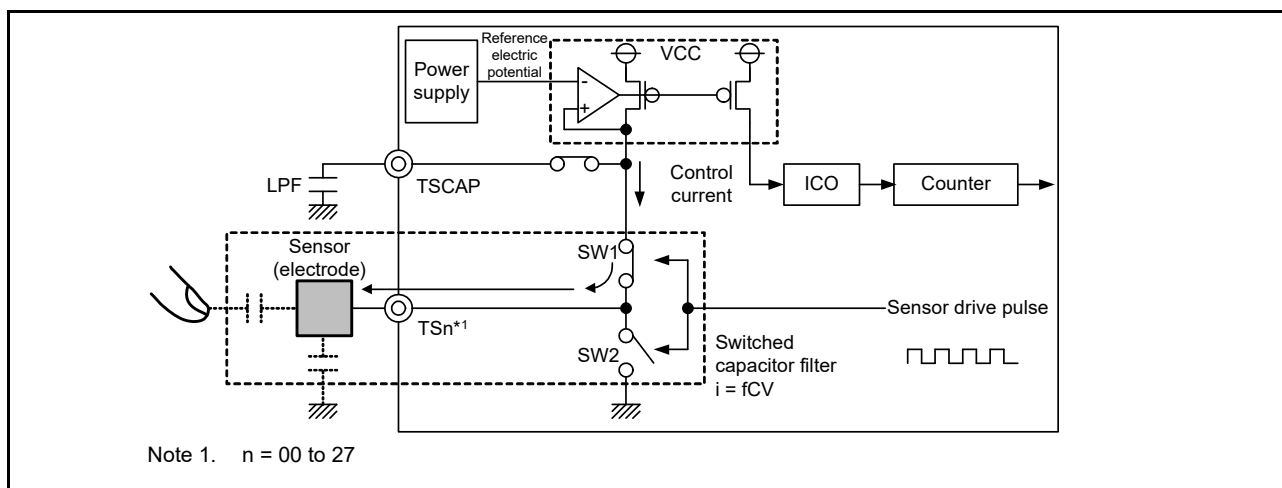 Power
supply
Reference
electric
potential
VCC
-
+
LPF
TSCAP
Control
current
ICO
Counter
Sensor
(electrode)
SW1
TSn*1
SW2
Sensor drive pulse
Switched
capacitor filter
i = fCV
Note 1. n = 00 to 27